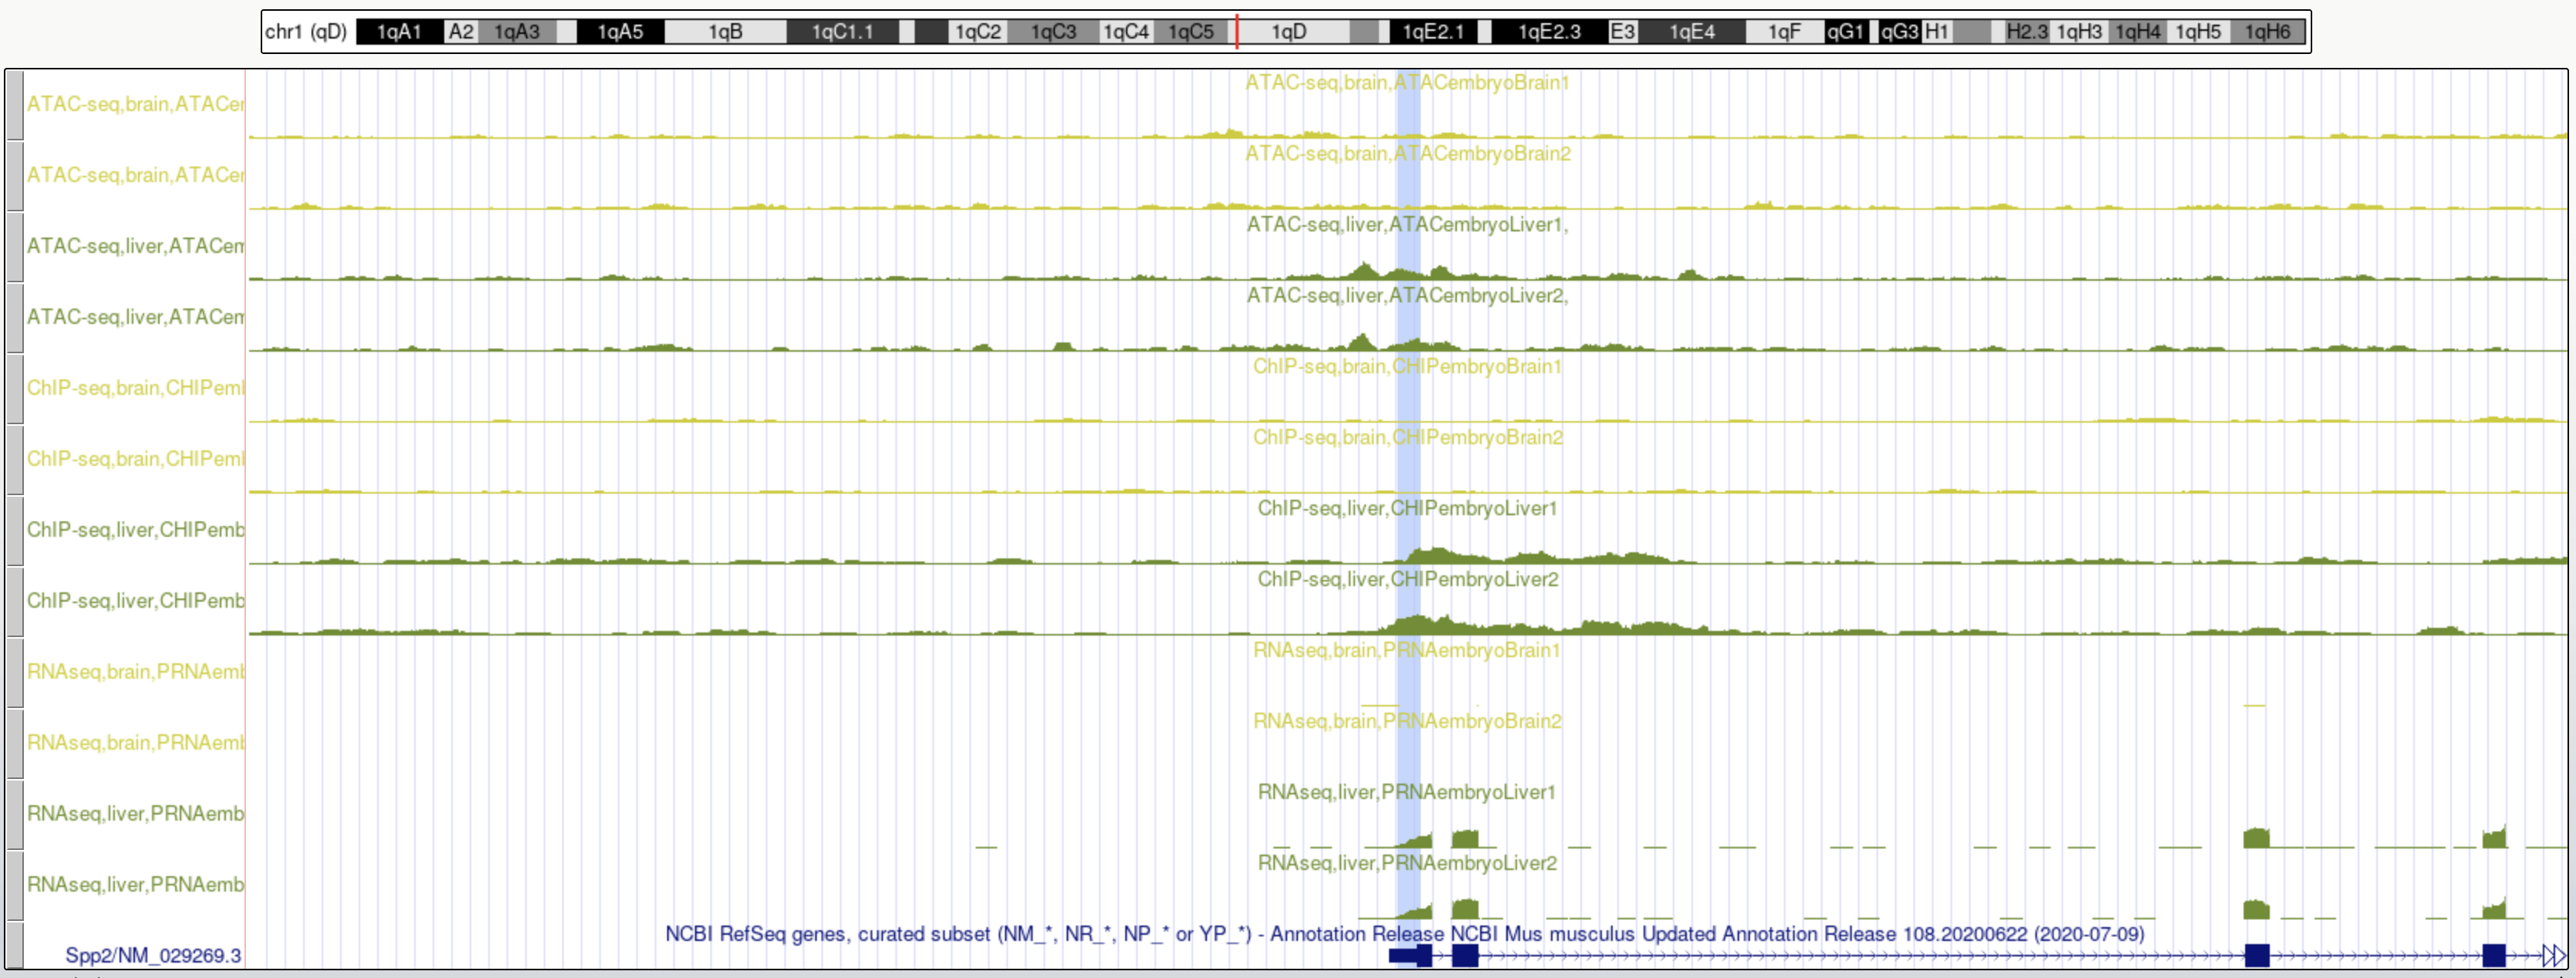 chr1 (qD) 1qA1 A2 1qA3 1qA5 1qB 1qC1.1 1qC2 1qC3 1qC4 1qC5 1qD 1qE2.1 1qE2.3 E3 1qE4 1qF qG1 qG3 H1 H2.3 1qH3 1qH4 1qH5 1qH6
ATAC-seq,brain,ATACembryoBrain1
ATAC-seq,brain,ATACer
ATAC-seq,brain,ATACembryoBrain2
ATAC-seq,brain,ATACer
ATAC-seq,liver,ATACembryoLiver1,
ATAC-seq,liver,ATACem
ATAC-seq,liver,ATACembryoLiver2,
ATAC-seq,liver,ATACem
ChIP-seq,brain,CHIPembryoBrain1
ChIP-seq,brain,CHIPeml
ChIP-seq,brain,CHIPembryoBrain2
ChIP-seq,brain,CHIPeml
ChIP-seq,liver,CHIPembryoLiver1
ChIP-seq,liver,CHIPemb
ChIP-seq,liver,CHIPembryoLiver2
ChIP-seq,liver,CHIPemb
RNAseq,brain,PRNAembryoBrain1
RNAseq,brain,PRNAemb
RNAseq,brain,PRNAembryoBrain2
RNAseq,brain,PRNAemb
RNAseq,liver,PRNAembryoLiver1
RNAseq,liver,PRNAemb
RNAseq,liver,PRNAembryoLiver2
RNAseq,liver,PRNAemb
NCBI RefSeq genes, curated subset (NM_*, NR_*, NP_* or YP_*) - Annotation Release NCBI Mus musculus Updated Annotation Release 108.20200622 (2020-07-09)
Spp2/NM_029269.3